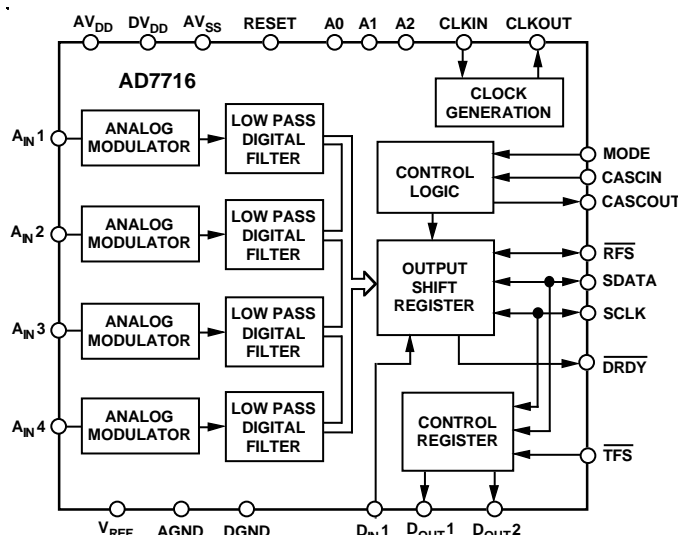 AVDD DVDD AVSS RESET A0 A1 A2 CLKIN CLKOUT
AD7716
CLOCK
GENERATION
AIN1
ANALOG
MODULATOR
LOW PASS
DIGITAL
FILTER
MODE
CONTROL
LOGIC
CASCIN
CASCOUT
AIN2
ANALOG
MODULATOR
LOW PASS
DIGITAL
FILTER
OUTPUT
SHIFT
REGISTER
RFS
SDATA
SCLK
AIN3
ANALOG
MODULATOR
LOW PASS
DIGITAL
FILTER
DRDY
AIN4
ANALOG
MODULATOR
LOW PASS
DIGITAL
FILTER
CONTROL
REGISTER
TFS
VREF AGND DGND DIN1 DOUT1 DOUT2